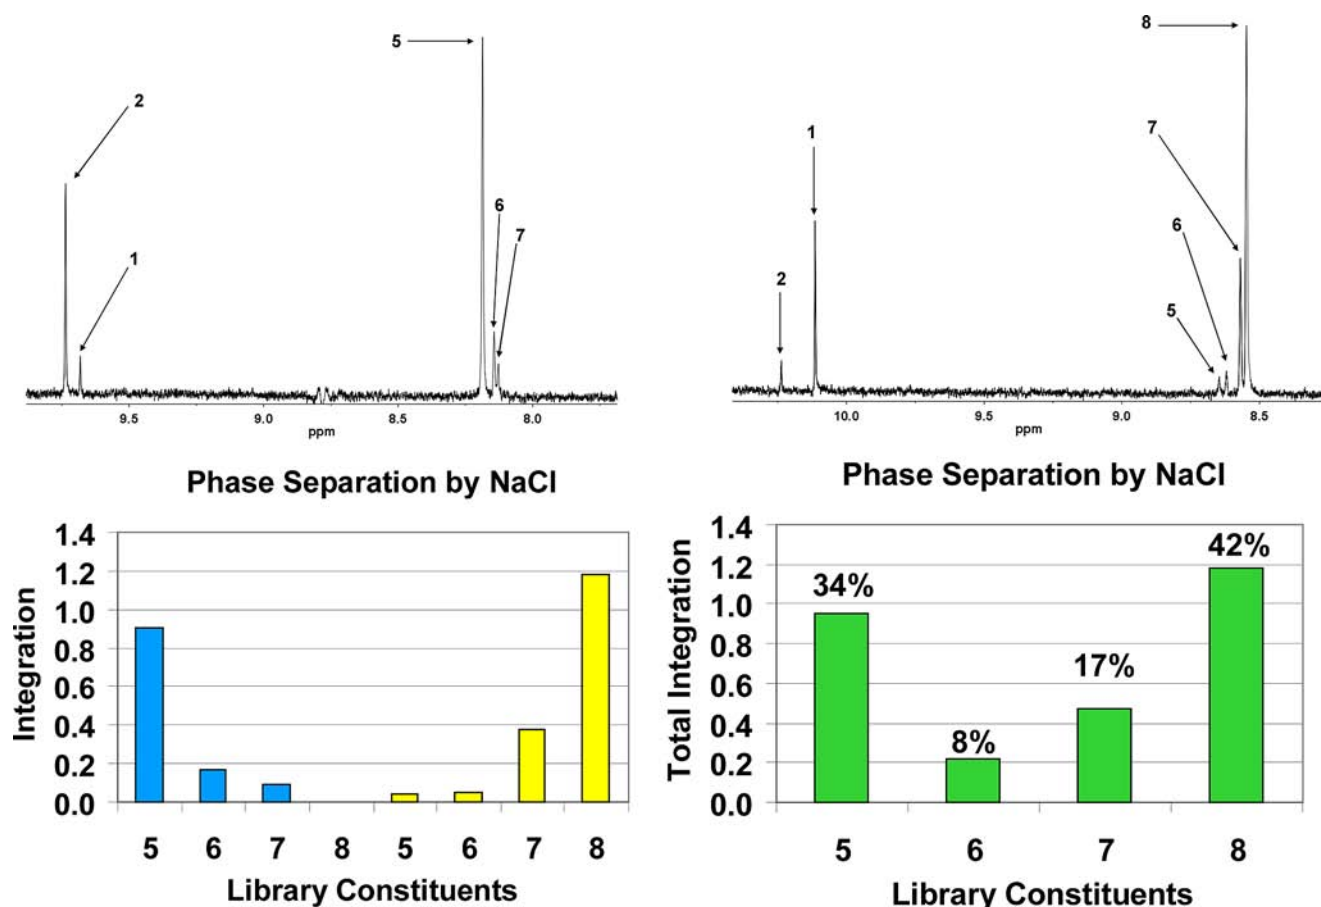 5
2
6
7
1
9.5 9.0 8.5 8.0
ppm
Phase Separation by NaCl
8
1
7
6
2
5
10.0 9.5 9.0 8.5
ppm
Phase Separation by NaCl
Integration
1.4
1.2
1.0
0.8
0.6
0.4
0.2
0.0
5 6 7 8 5 6 7 8
Library Constituents
Total Integration
1.4
1.2
1.0
0.8
0.6
0.4
0.2
0.0
34%
8%
17%
42%
5 6 7 8
Library Constituents